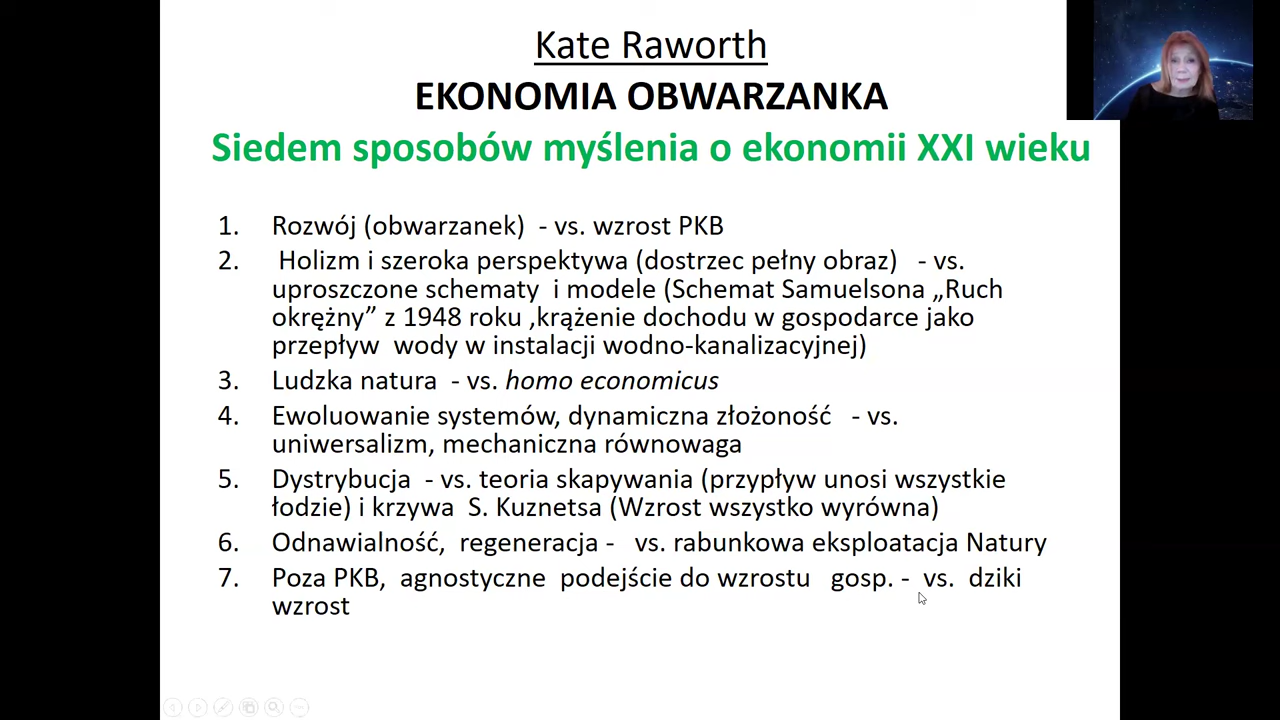 Kate Raworth
EKONOMIA OBWARZANKA
Siedem sposobów myślenia o ekonomii XXI wieku
1. Rozwój (obwarzanek) - vs. wzrost PKB
2. Holizm i szeroka perspektywa (dostrzec pełny obraz) - vs.
uproszczone schematy i modele (Schemat Samuelsona „Ruch
okrężny” z 1948 roku ,krążenie dochodu w gospodarce jako
przepływ wody w instalacji wodno-kanalizacyjnej)
3. Ludzka natura - vs. homo economicus
4. Ewoluowanie systemów, dynamiczna złożoność - vs.
uniwersalizm, mechaniczna równowaga
5. Dystrybucja - vs. teoria skapywania (przypływ unosi wszystkie
łodzie) i krzywa S. Kuznetsa (Wzrost wszystko wyrówna)
6. Odnawialność, regeneracja - vs. rabunkowa eksploatacja Natury
7. Poza PKB, agnostyczne podejście do wzrostu gosp. - vs. dziki
wzrost